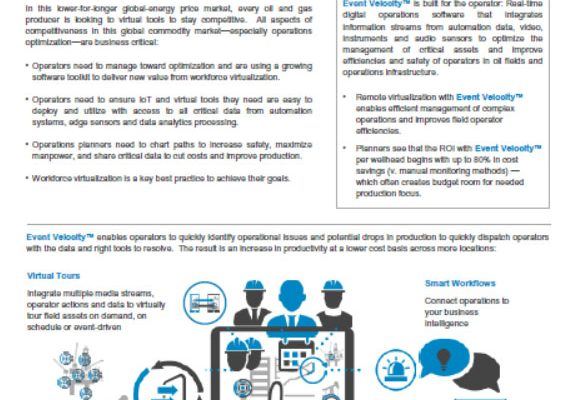 In this lower-for-longer global-energy price market, every oil and gas
producer is looking to virtual tools to stay competitive. All aspects of
competitiveness in this global commodity market—especially operations
optimization—are business critical:
• Operators need to manage toward optimization and are using a growing
software toolkit to deliver new value from workforce virtualization.
• Operators need to ensure IoT and virtual tools they need are easy to
deploy and utilize with access to all critical data from automation
systems, edge sensors and data analytics processing.
• Operations planners need to chart paths to increase safety, maximize
manpower, and share critical data to cut costs and improve production.
• Workforce virtualization is a key best practice to achieve their goals.
Event Velocity™ is built for the operator: Real-time
digital operations software that integrates
information streams from automation data, video,
instruments and audio sensors to optimize the
management of critical assets and improve
efficiencies and safety of operators in oil fields and
operations infrastructure.
• Remote virtualization with Event Velocity™
enables efficient management of complex
operations and improves field operator
efficiencies.
• Planners see that the ROI with Event Velocity™
per wellhead begins with up to 80% in cost
savings (v. manual monitoring methods) —
which often creates budget room for needed
production focus.
Event Velocity™ enables operators to quickly identify operational issues and potential drops in production to quickly dispatch operators
with the data and right tools to resolve. The result is an increase in productivity at a lower cost basis across more locations:
Virtual Tours
Integrate multiple media streams,
operator actions and data to virtually
tour field assets on demand, on
schedule or event-driven
Smart Workflows
Connect operations to
your business
intelligence